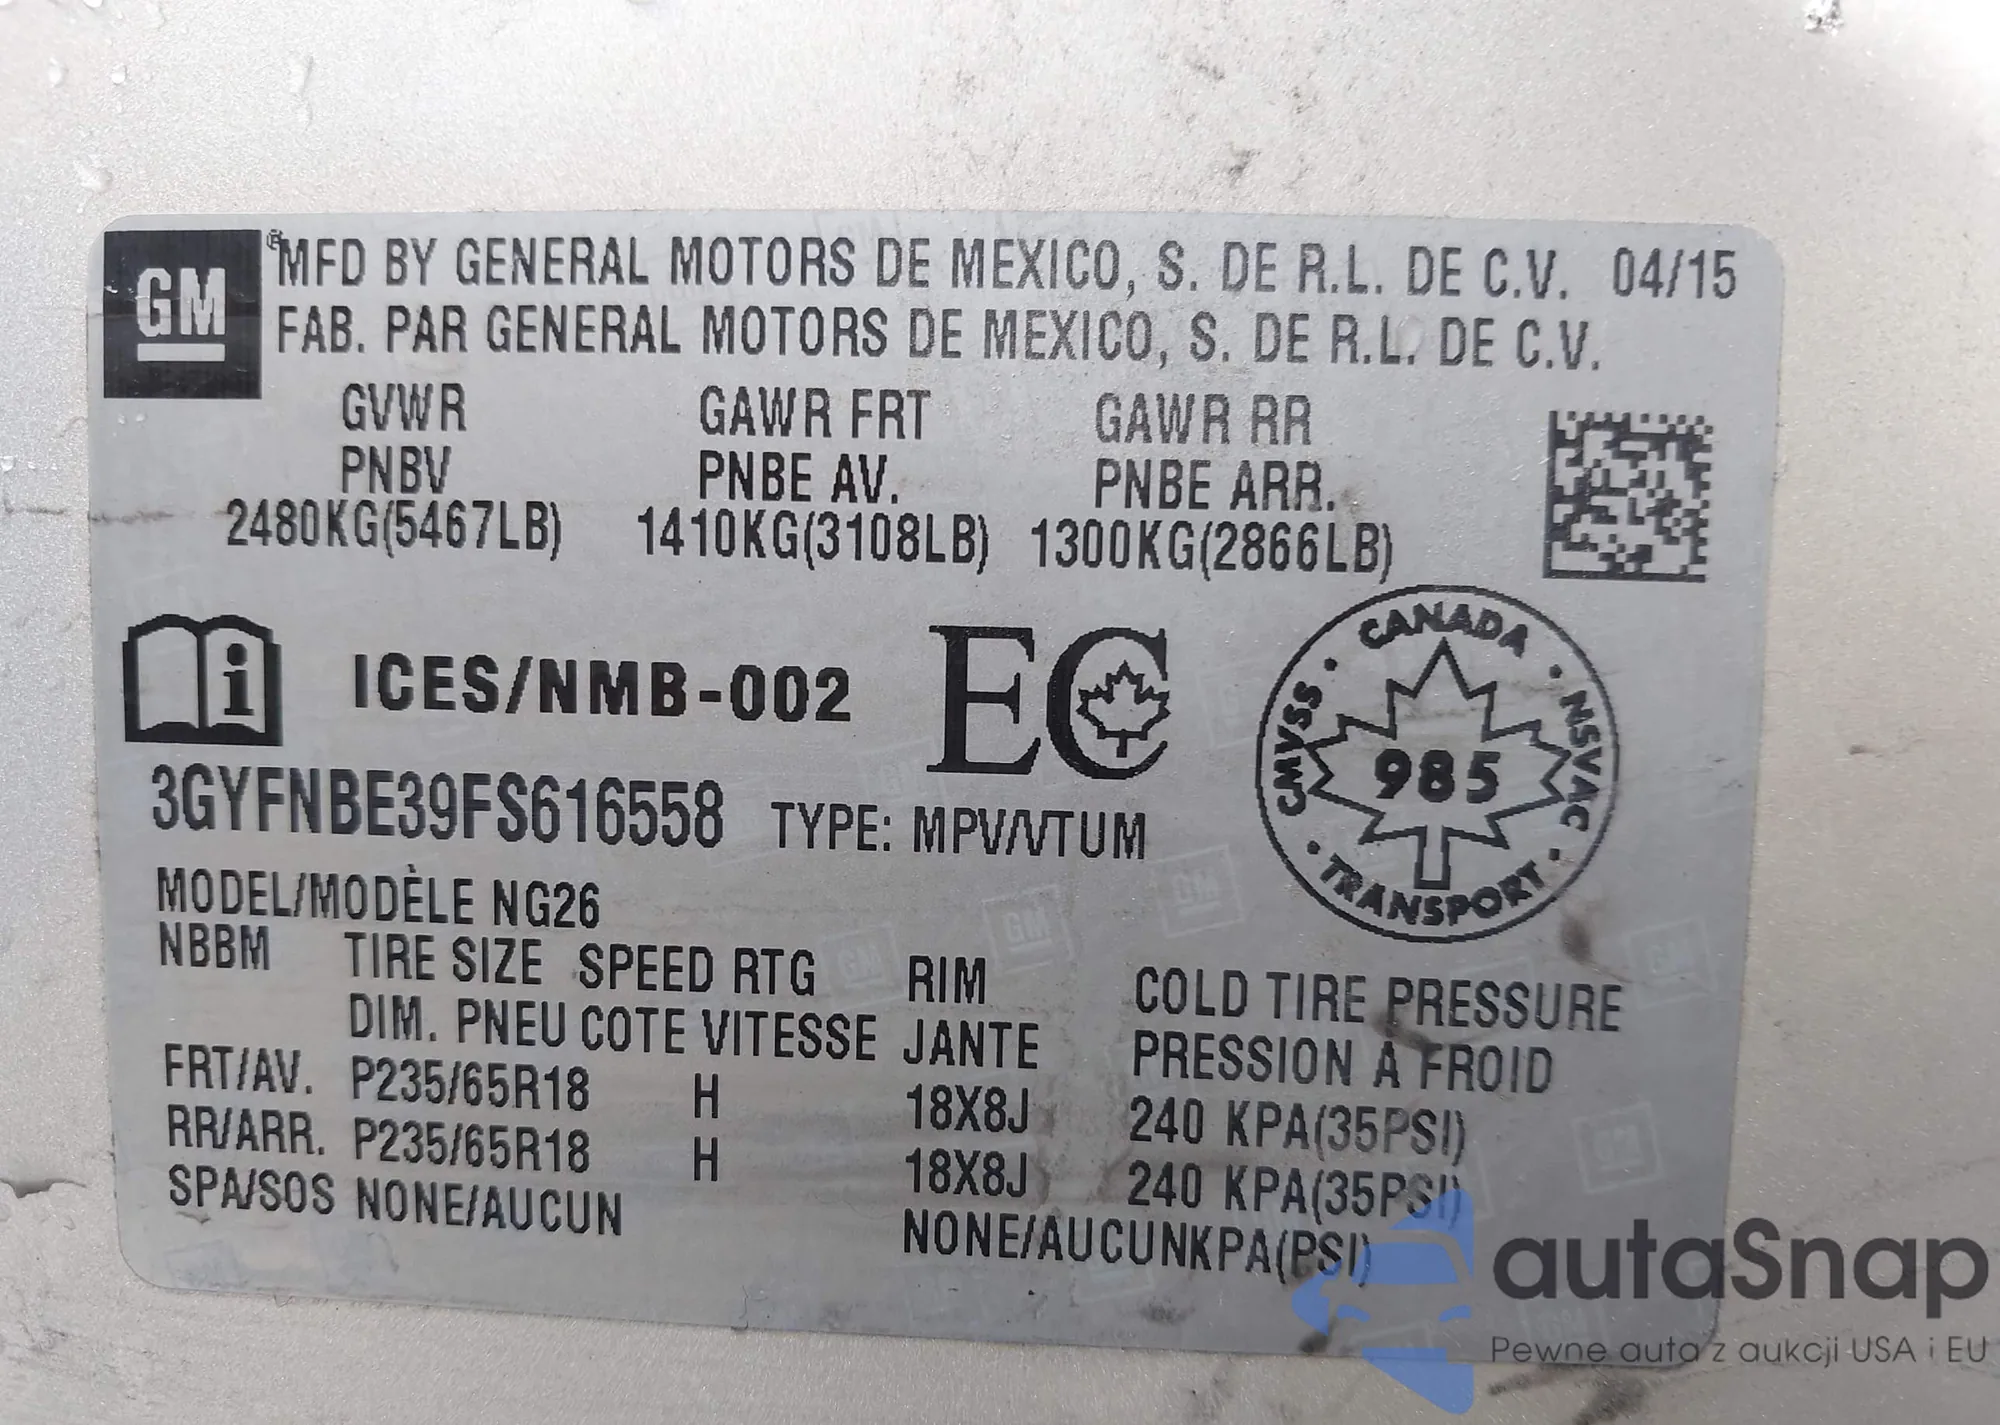 GM
®
MFD BY GENERAL MOTORS DE MEXICO, S. DE R.L. DE C.V. 04/15
FAB. PAR GENERAL MOTORS DE MEXICO, S. DE R.L. DE C.V.
GVWR GAWR FRT GAWR RR
PNBV PNBE AV. PNBE ARR.
2480KG(5467LB) 1410KG(3108LB) 1300KG(2866LB)
i ICES/NMB-002 EC
CANADA · NSVAC · TRANSPORT · CMVSS ·
985
3GYFNBE39FS616558 TYPE: MPV/VTUM
MODEL/MODÈLE NG26
NBBM TIRE SIZE SPEED RTG RIM COLD TIRE PRESSURE
DIM. PNEU COTE VITESSE JANTE PRESSION À FROID
FRT/AV. P235/65R18 H 18X8J 240 KPA(35PSI)
RR/ARR. P235/65R18 H 18X8J 240 KPA(35PSI)
SPA/SOS NONE/AUCUN NONE/AUCUNKPA(PSI)
autaSnap
Pewne auta z aukcji USA i EU